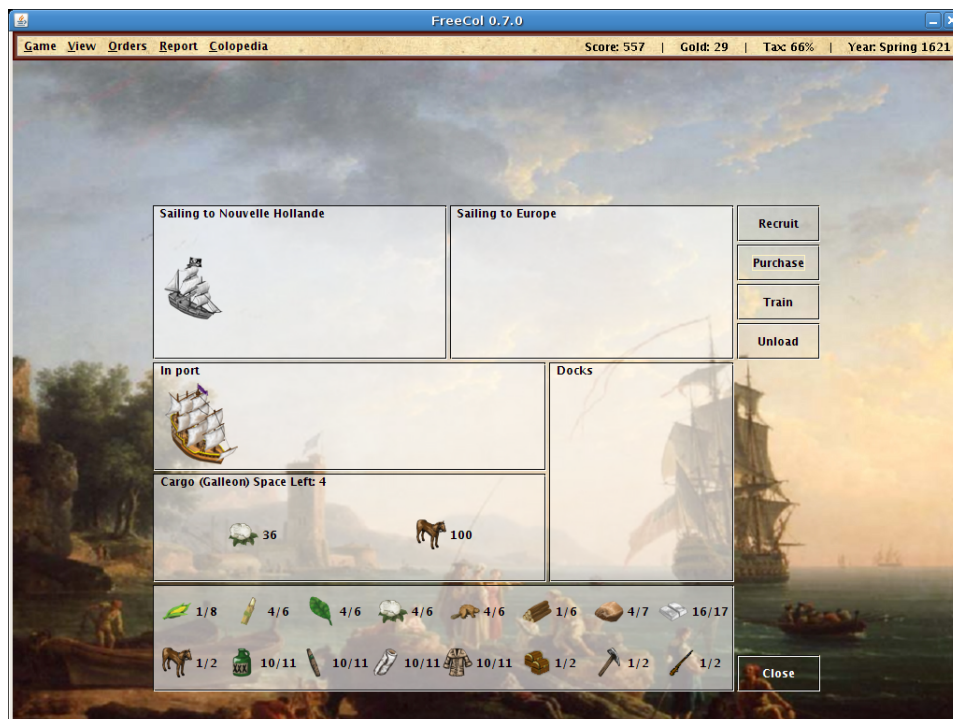 FreeCol 0.7.0
Game View Orders Report Colopedia Score: 557 | Gold: 29 | Tax: 66% | Year: Spring 1621
Sailing to Nouvelle Hollande
Sailing to Europe
Recruit
Purchase
Train
Unload
In port
Docks
Cargo (Galleon) Space Left: 4
36 100
1/8 4/6 4/6 4/6 4/6 1/6 4/7 16/17
1/2 10/11 10/11 10/11 10/11 1/2 1/2 1/2
XXX
Close